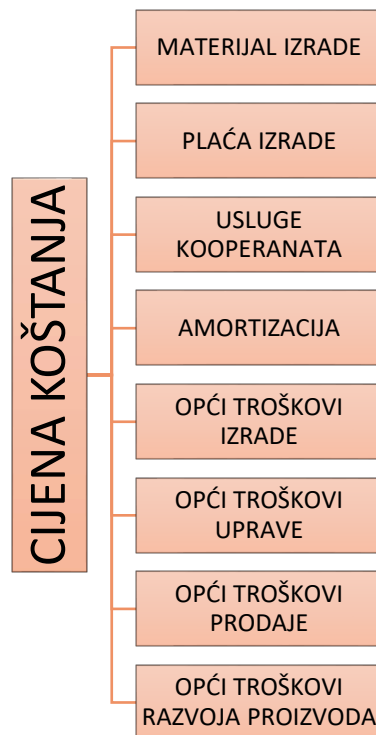 CIJENA KOŠTANJA
MATERIJAL IZRADE
PLAĆA IZRADE
USLUGE
KOOPERANATA
AMORTIZACIJA
OPĆI TROŠKOVI
IZRADE
OPĆI TROŠKOVI
UPRAVE
OPĆI TROŠKOVI
PRODAJE
OPĆI TROŠKOVI
RAZVOJA PROIZVODA